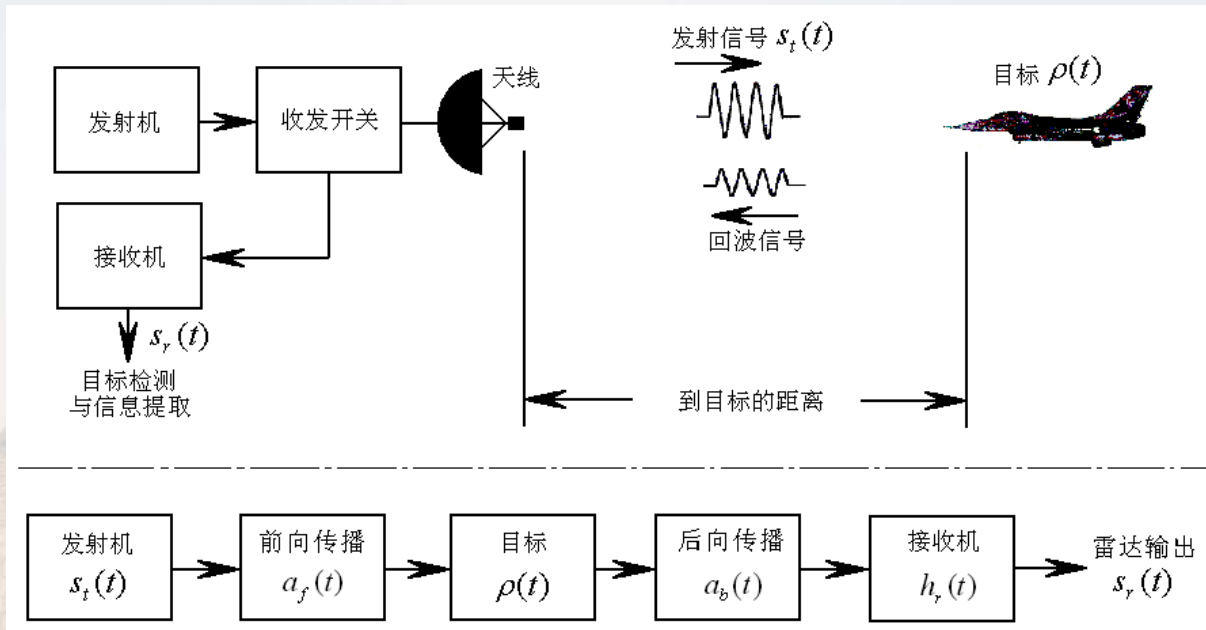 发射信号 s_t(t)
天线
目标 ρ(t)
发射机
收发开关
回波信号
接收机
s_r(t)
目标检测
与信息提取
到目标的距离
发射机
s_t(t)
前向传播
a_f(t)
目标
ρ(t)
后向传播
a_b(t)
接收机
h_r(t)
雷达输出
s_r(t)